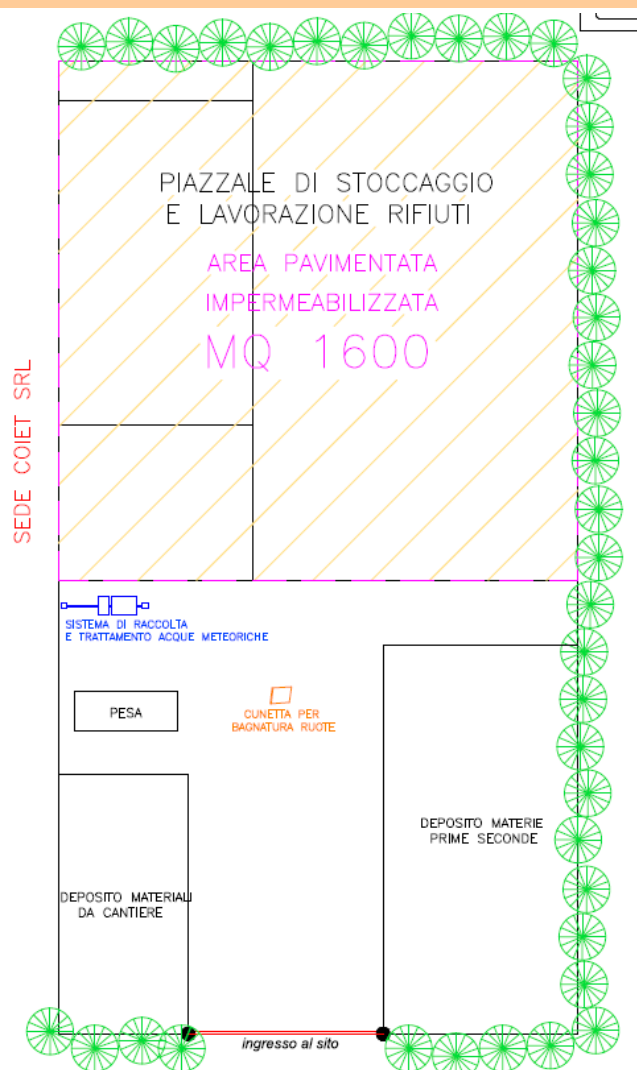 PIAZZALE DI STOCCAGGIO
E LAVORAZIONE RIFIUTI
AREA PAVIMENTATA
IMPERMEABILIZZATA
MQ 1600
SEDE COIET SRL
SISTEMA DI RACCOLTA
E TRATTAMENTO ACQUE METEORICHE
PESA
CUNETTA PER
BAGNATURA RUOTE
DEPOSITO MATERIE
PRIME SECONDE
DEPOSITO MATERIALI
DA CANTIERE
ingresso al sito